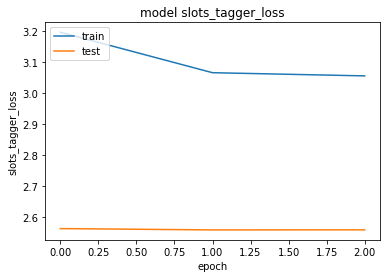 model slots_tagger_loss
train
test
3.2
3.1
3.0
2.9
2.8
2.7
2.6
slots_tagger_loss
0.00 0.25 0.50 0.75 1.00 1.25 1.50 1.75 2.00
epoch